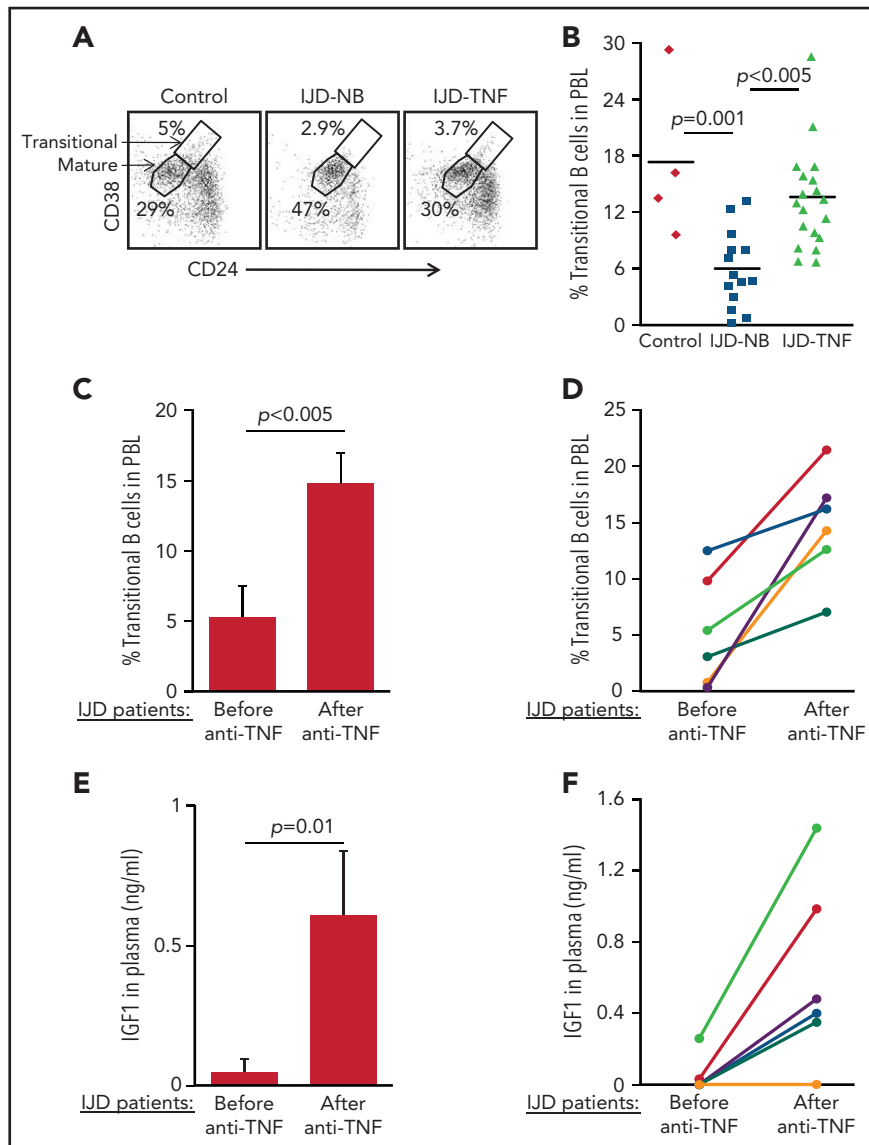 A
Control
IJD-NB
IJD-TNF
5%
2.9%
3.7%
Transitional
Mature
CD38
29%
47%
30%
CD24
B
% Transitional B cells in PBL
30
24
18
12
6
0
p=0.001
p<0.005
Control
IJD-NB
IJD-TNF
C
% Transitional B cells in PBL
20
15
10
5
0
p<0.005
IJD patients:
Before
anti-TNF
After
anti-TNF
D
% Transitional B cells in PBL
25
20
15
10
5
0
IJD patients:
Before
anti-TNF
After
anti-TNF
E
IGF1 in plasma (ng/ml)
1
0.5
0
p=0.01
IJD patients:
Before
anti-TNF
After
anti-TNF
F
IGF1 in plasma (ng/ml)
1.6
1.2
0.8
0.4
0
IJD patients:
Before
anti-TNF
After
anti-TNF